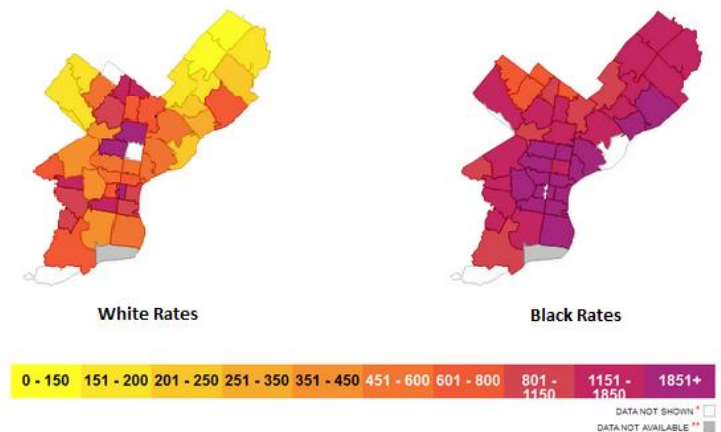 White Rates
Black Rates
0 - 150 151 - 200 201 - 250 251 - 350 351 - 450 451 - 600 601 - 800 801 - 1150 1151 - 1850 1851+
DATA NOT SHOWN *
DATA NOT AVAILABLE **